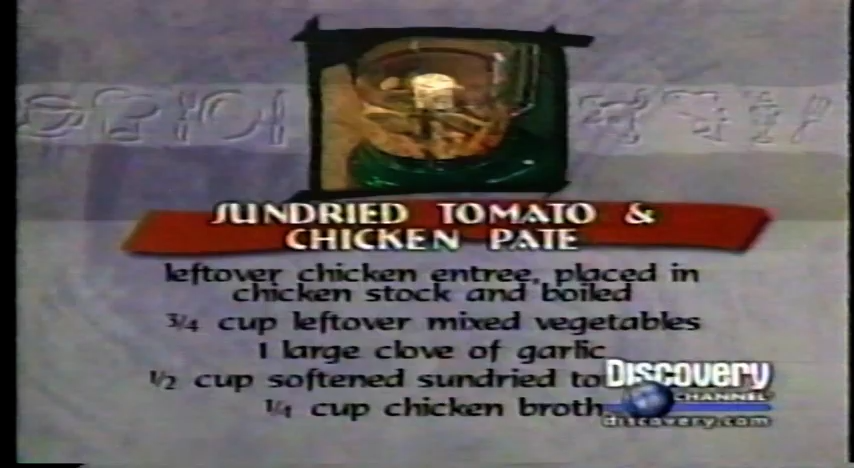 SUNDRIED TOMATO &
CHICKEN PATE
leftover chicken entree, placed in
chicken stock and boiled
3/4 cup leftover mixed vegetables
1 large clove of garlic
1/2 cup softened sundried to
1/4 cup chicken broth
Discovery
CHANNEL
discovery.com